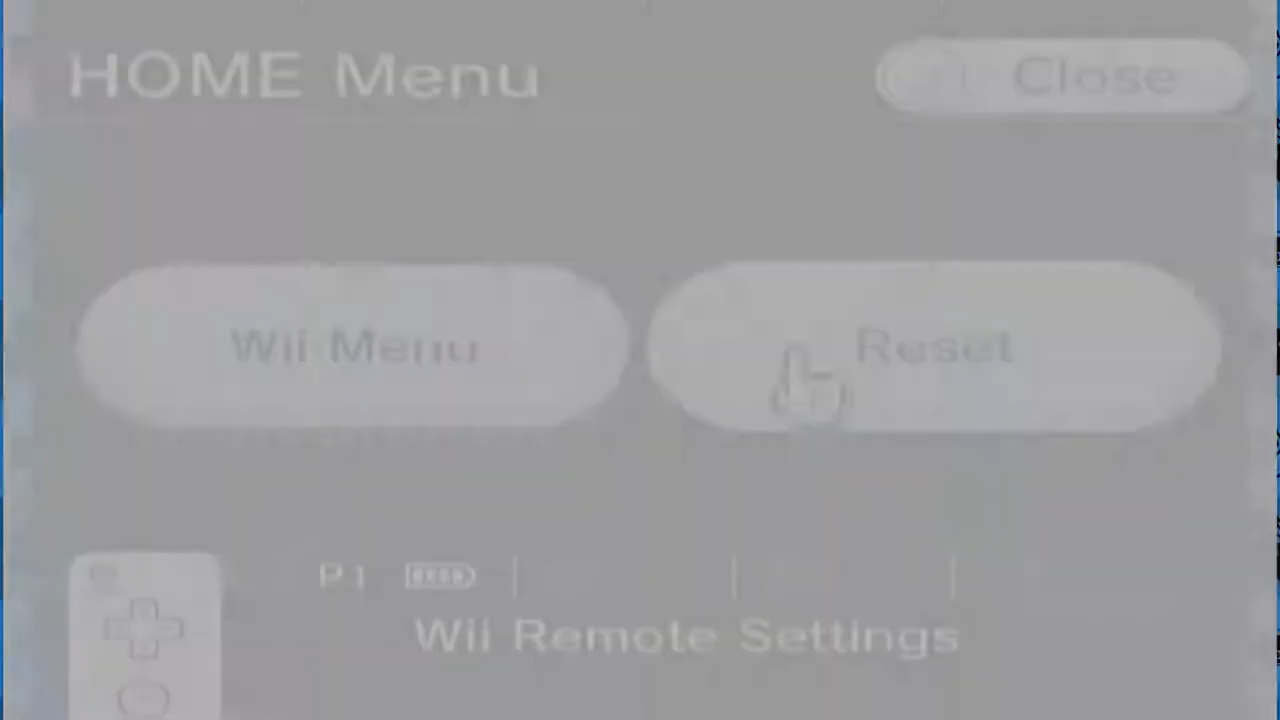 HOME Menu
Close
Wii Menu
Reset
P1
Wii Remote Settings